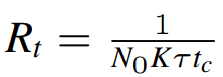 R_t = \frac{1}{N_0 K \tau t_c}